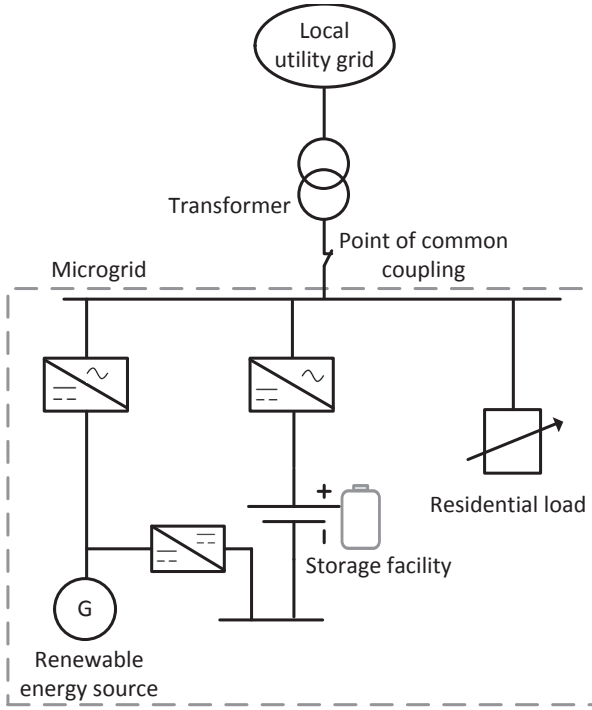 Local
utility grid
Transformer
Point of common
coupling
Microgrid
+
Residential load
Storage facility
G
Renewable
energy source